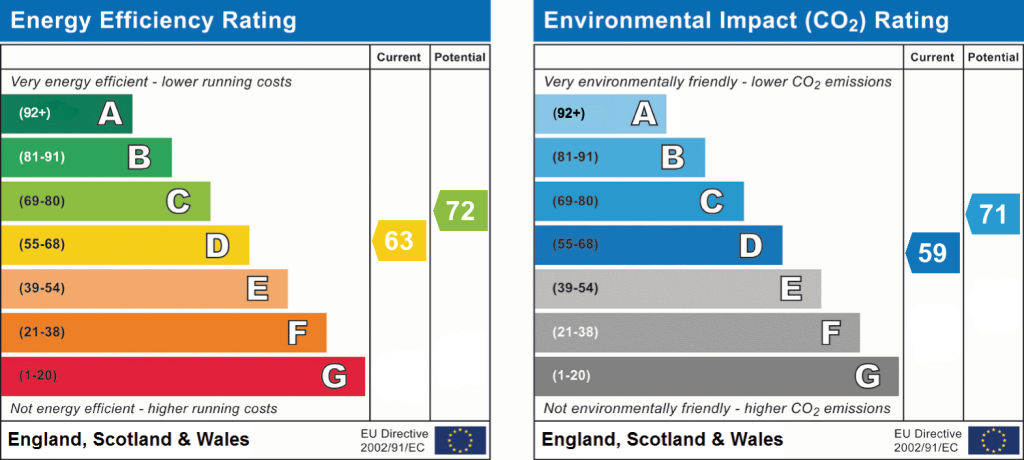 Energy Efficiency Rating
Current Potential
Very energy efficient - lower running costs
(92+) A
(81-91) B
(69-80) C
(55-68) D
(39-54) E
(21-38) F
(1-20) G
63
72
Not energy efficient - higher running costs
England, Scotland & Wales
EU Directive
2002/91/EC
Environmental Impact (CO₂) Rating
Current Potential
Very environmentally friendly - lower CO₂ emissions
(92+) A
(81-91) B
(69-80) C
(55-68) D
(39-54) E
(21-38) F
(1-20) G
59
71
Not environmentally friendly - higher CO₂ emissions
England, Scotland & Wales
EU Directive
2002/91/EC